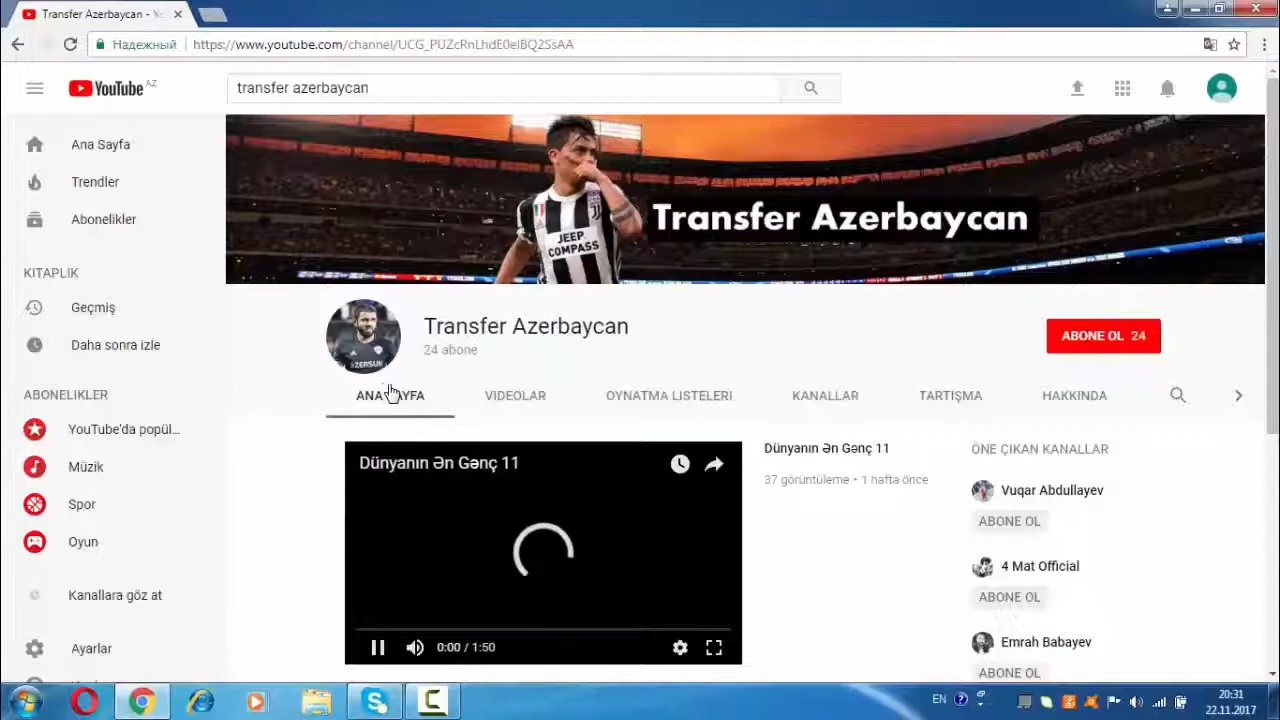 Transfer Azerbaycan - Yo
Надежный
https://www.youtube.com/channel/UCG_PUZcRnLhdE0eIBQ2SsAA
YouTube AZ
transfer azerbaycan
Ana Sayfa
Trendler
Abonelikler
KITAPLIK
Geçmiş
Daha sonra izle
ABONELIKLER
YouTube'da popül...
Müzik
Spor
Oyun
Kanallara göz at
Ayarlar
JEEP
COMPASS
Transfer Azerbaycan
AZERSUN
Transfer Azerbaycan
24 abone
ABONE OL 24
ANA SAYFA
VIDEOLAR
OYNATMA LISTELERI
KANALLAR
TARTIŞMA
HAKKINDA
Dünyanın Ən Gənç 11
0:00 / 1:50
Dünyanın Ən Gənç 11
37 görüntüleme • 1 hafta önce
ÖNE ÇIKAN KANALLAR
Vuqar Abdullayev
ABONE OL
4 Mat Official
ABONE OL
Emrah Babayev
ABONE OL
EN
20:31
22.11.2017